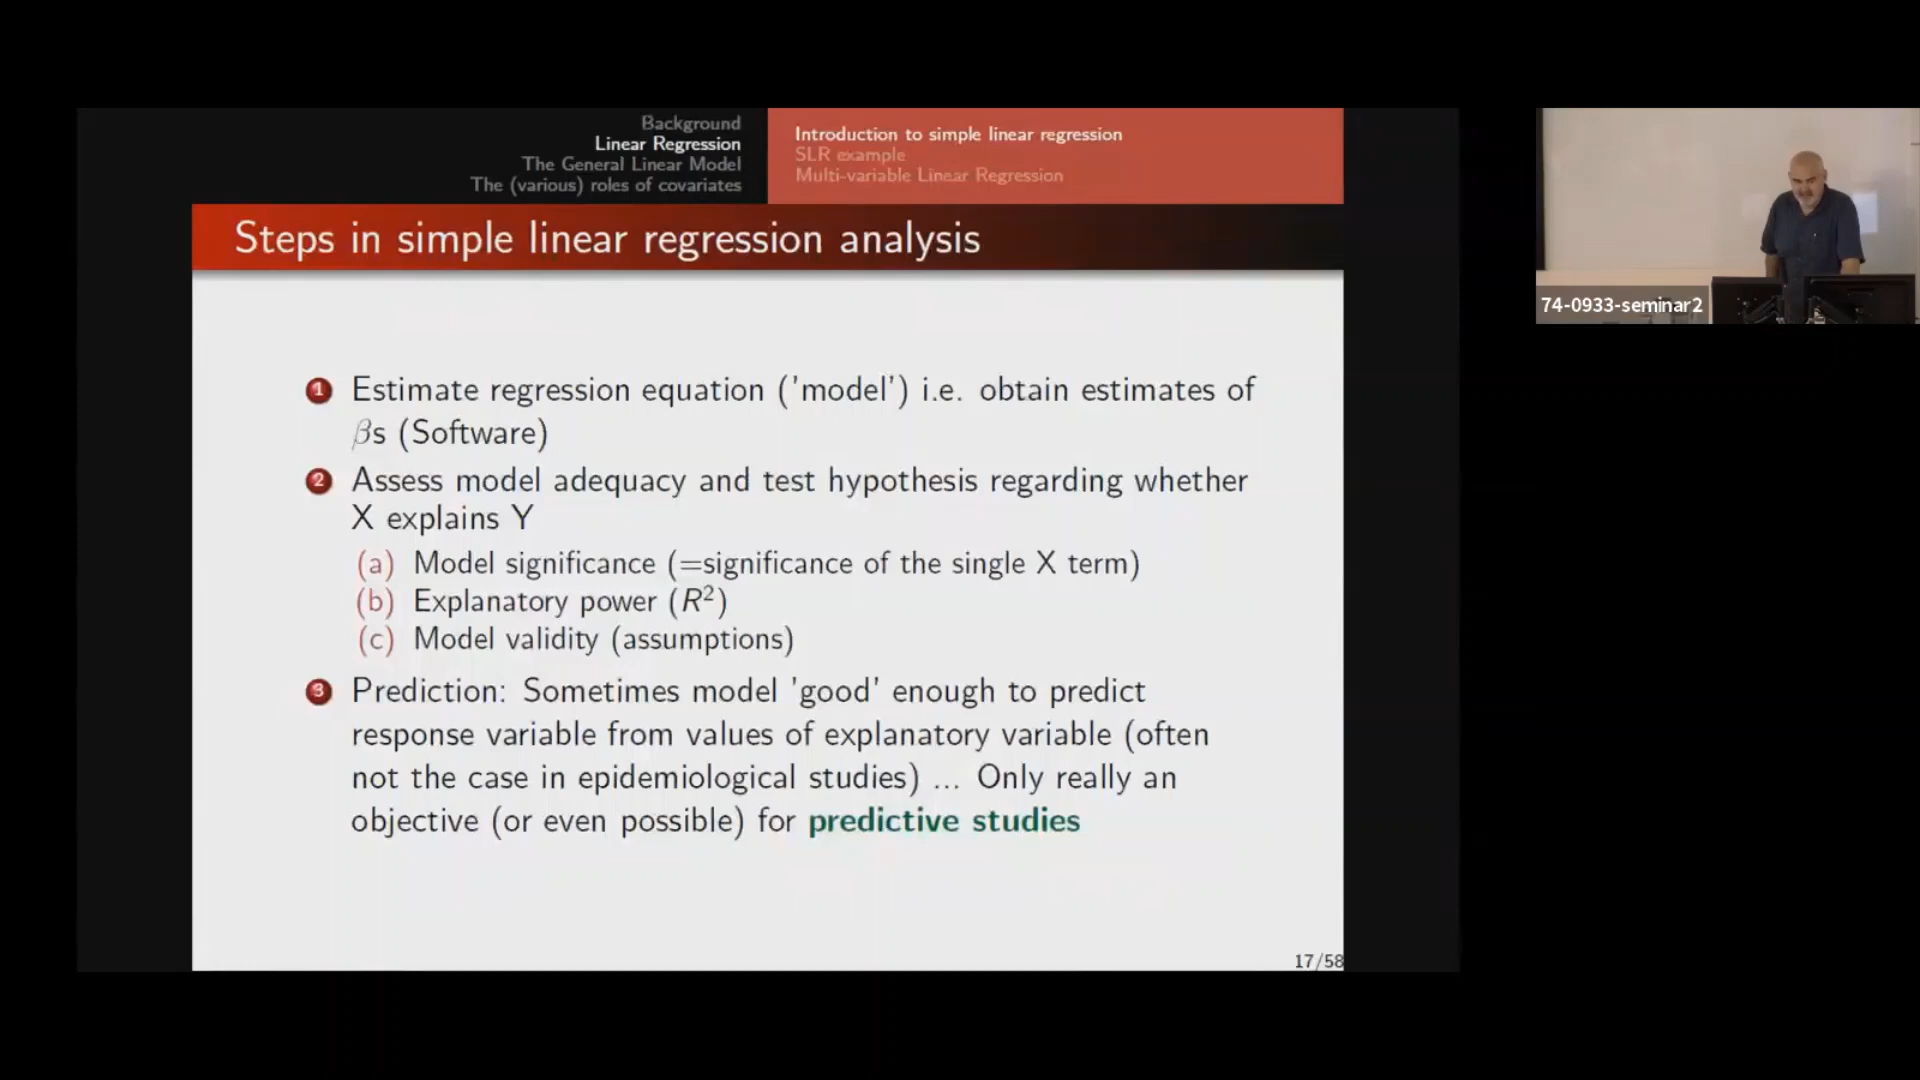 Background
Linear Regression
The General Linear Model
The (various) roles of covariates
Introduction to simple linear regression
SLR example
Multi-variable Linear Regression
Steps in simple linear regression analysis
1 Estimate regression equation ('model') i.e. obtain estimates of
βs (Software)
2 Assess model adequacy and test hypothesis regarding whether
X explains Y
(a) Model significance (=significance of the single X term)
(b) Explanatory power (R²)
(c) Model validity (assumptions)
3 Prediction: Sometimes model 'good' enough to predict
response variable from values of explanatory variable (often
not the case in epidemiological studies) ... Only really an
objective (or even possible) for predictive studies
17/58
74-0933-seminar2